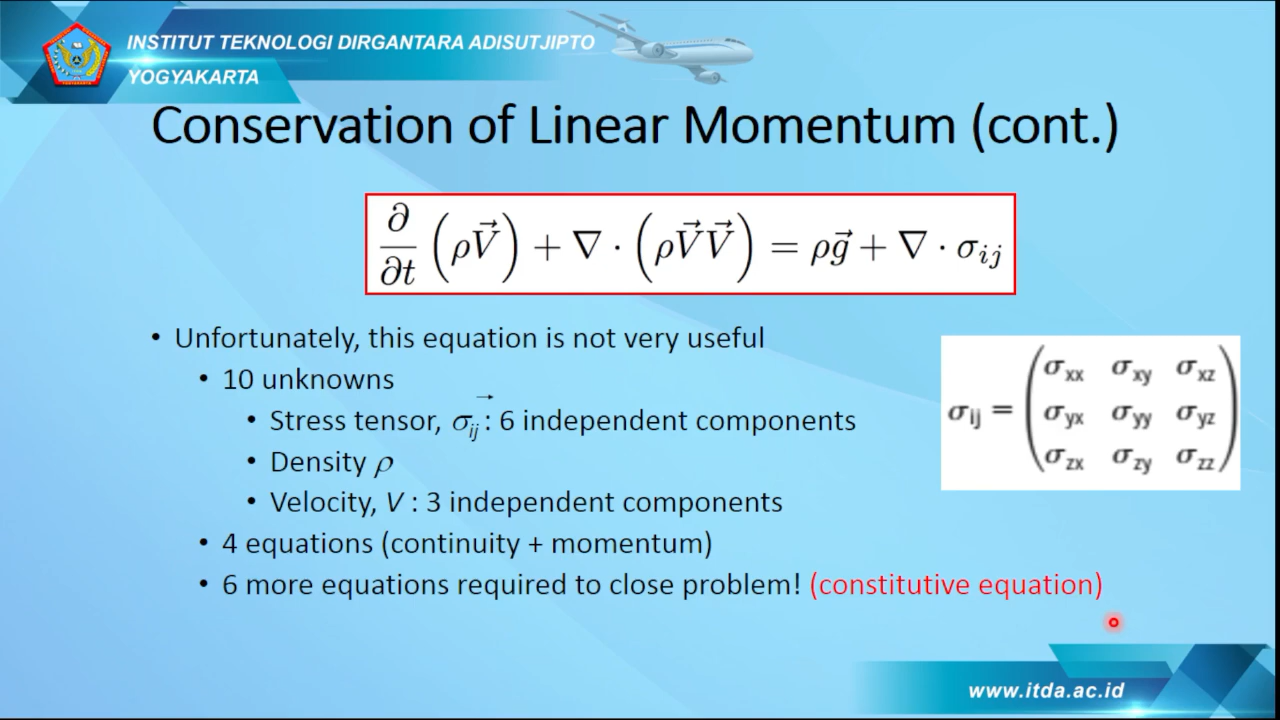 INSTITUT TEKNOLOGI DIRGANTARA ADISUTJIPTO
YOGYAKARTA
Conservation of Linear Momentum (cont.)
∂/∂t (ρV⃗) + ∇ · (ρV⃗V⃗) = ρg⃗ + ∇ · σij
• Unfortunately, this equation is not very useful
• 10 unknowns
• Stress tensor, σij : 6 independent components
• Density ρ
• Velocity, V : 3 independent components
• 4 equations (continuity + momentum)
• 6 more equations required to close problem! (constitutive equation)
σij = 
σxx σxy σxz
σyx σyy σyz
σzx σzy σzz
www.itda.ac.id